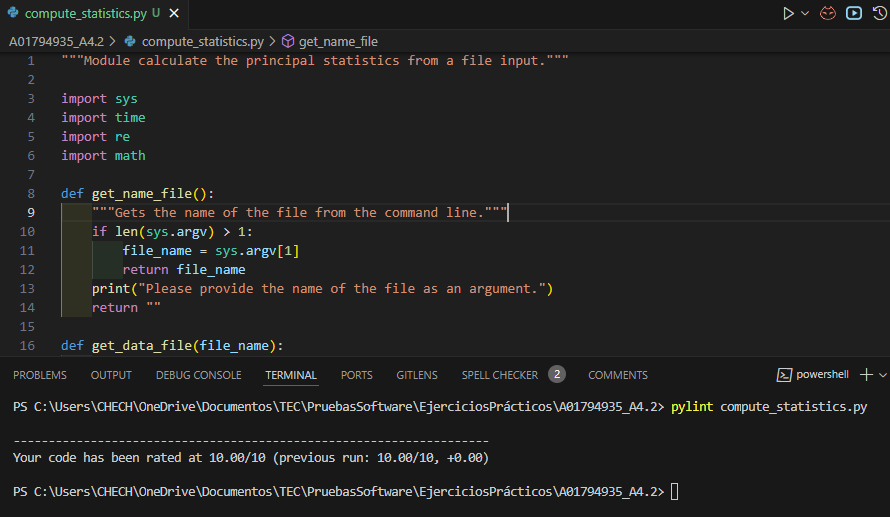 compute_statistics.py U
A01794935_A4.2 > compute_statistics.py > get_name_file
1 """Module calculate the principal statistics from a file input."""
2
3 import sys
4 import time
5 import re
6 import math
7
8 def get_name_file():
9     """Gets the name of the file from the command line."""
10     if len(sys.argv) > 1:
11         file_name = sys.argv[1]
12         return file_name
13     print("Please provide the name of the file as an argument.")
14     return ""
15
16 def get_data_file(file_name):
PROBLEMS OUTPUT DEBUG CONSOLE TERMINAL PORTS GITLENS SPELL CHECKER 2 COMMENTS powershell
PS C:\Users\CHECH\OneDrive\Documentos\TEC\PruebasSoftware\EjerciciosPrácticos\A01794935_A4.2> pylint compute_statistics.py
--------------------------------------------------------------------
Your code has been rated at 10.00/10 (previous run: 10.00/10, +0.00)
PS C:\Users\CHECH\OneDrive\Documentos\TEC\PruebasSoftware\EjerciciosPrácticos\A01794935_A4.2>